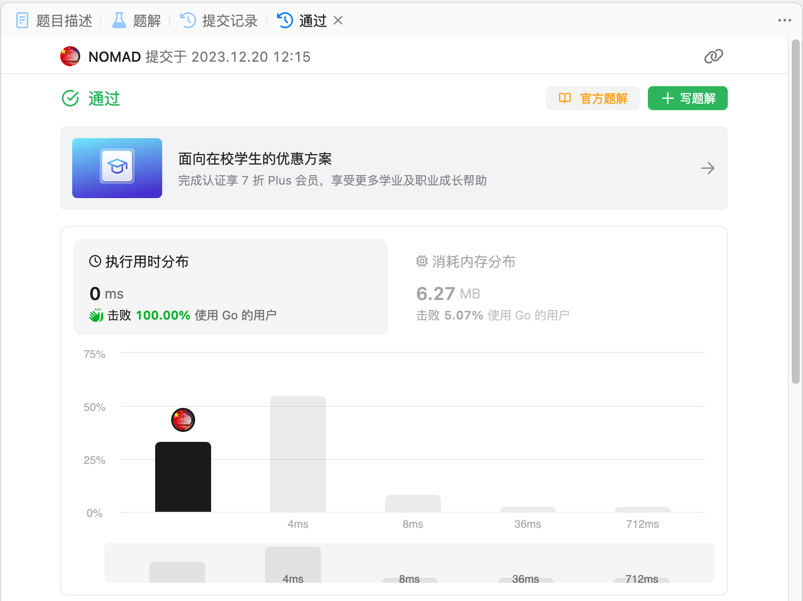 题目描述 题解 提交记录 通过
NOMAD 提交于 2023.12.20 12:15
通过 官方题解 写题解
面向在校学生的优惠方案
完成认证享 7 折 Plus 会员，享受更多学业及职业成长帮助
执行用时分布 消耗内存分布
0 ms 6.27 MB
击败 100.00% 使用 Go 的用户 击败 5.07% 使用 Go 的用户
75%
50%
25%
0%
4ms 8ms 36ms 712ms
4ms 8ms 36ms 712ms